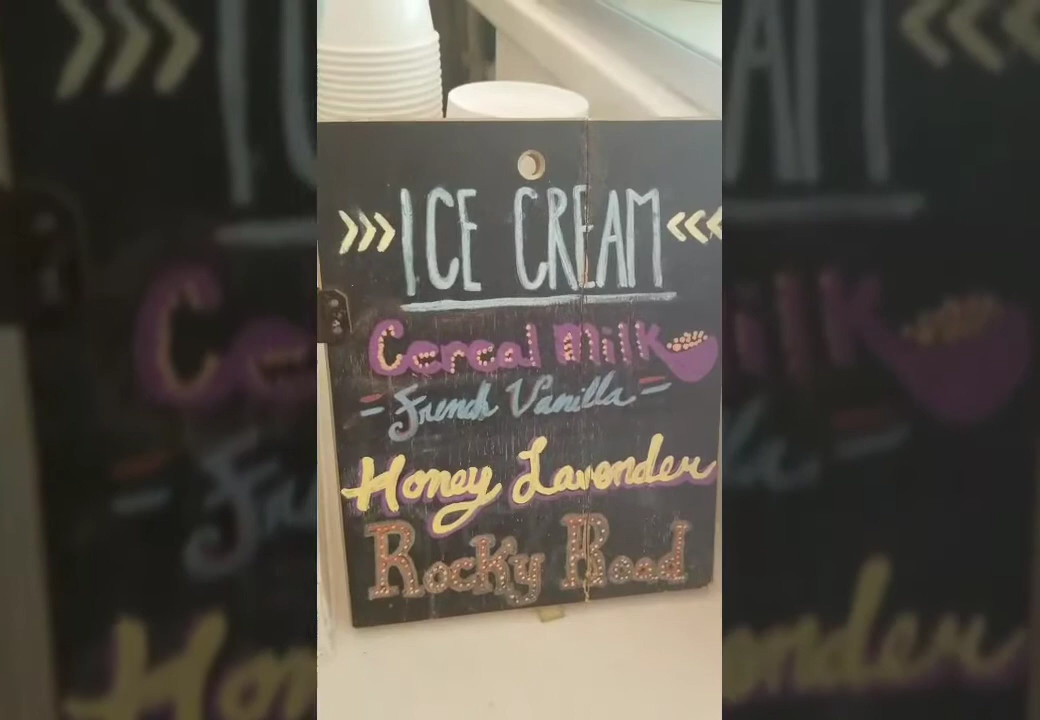 >>> ICE CREAM <<<
Cereal Milk
- French Vanilla -
Honey Lavender
Rocky Road